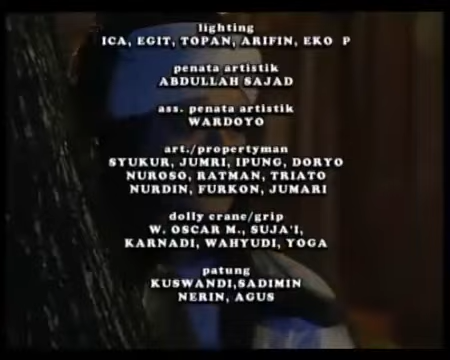 lighting
ICA, EGIT, TOPAN, ARIFIN, EKO P
penata artistik
ABDULLAH SAJAD
ass. penata artistik
WARDOYO
art./propertyman
SYUKUR, JUMRI, IPUNG, DORYO
NUROSO, RATMAN, TRIATO
NURDIN, FURKON, JUMARI
dolly crane/grip
W. OSCAR M., SUJA'I,
KARNADI, WAHYUDI, YOGA
patung
KUSWANDI,SADIMIN
NERIN, AGUS